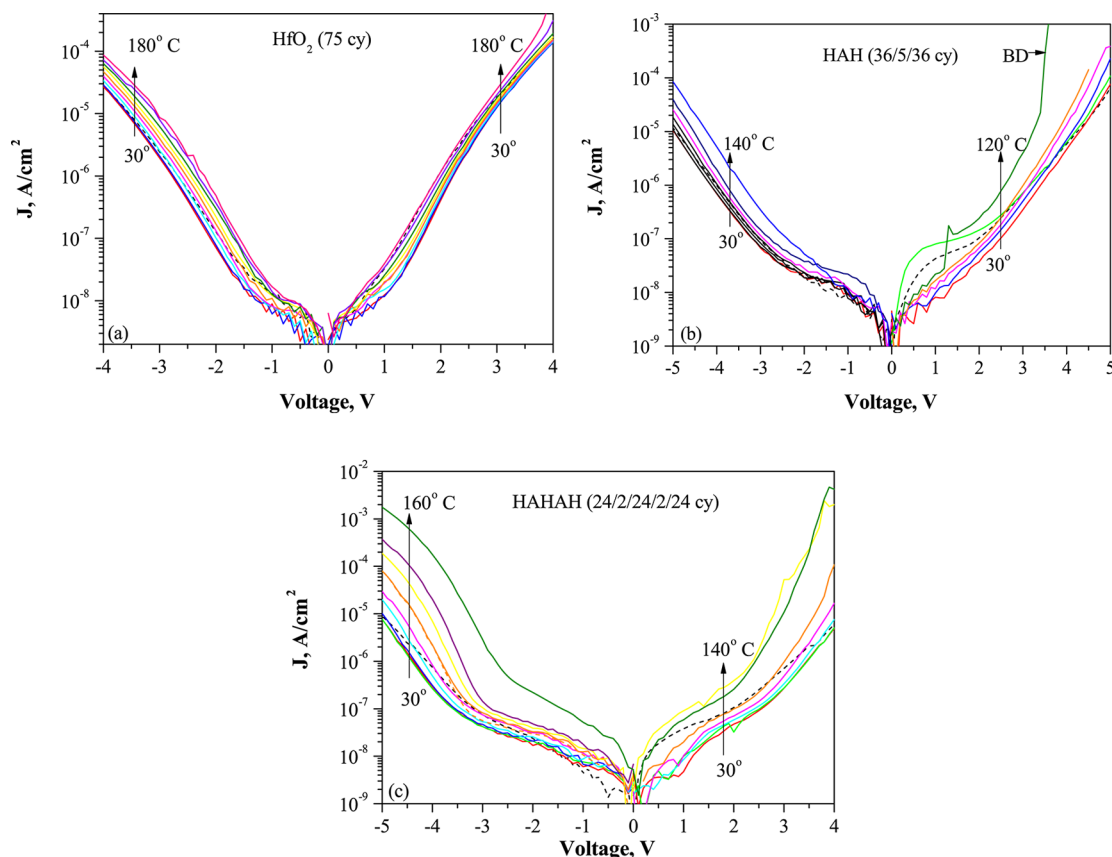 HfO₂ (75 cy)
180° C
180° C
30°
30°
10⁻⁴
10⁻⁵
10⁻⁶
10⁻⁷
10⁻⁸
J, A/cm²
(a)
-4 -3 -2 -1 0 1 2 3 4
Voltage, V
HAH (36/5/36 cy)
BD
140° C
120° C
30°
30°
10⁻³
10⁻⁴
10⁻⁵
10⁻⁶
10⁻⁷
10⁻⁸
10⁻⁹
J, A/cm²
(b)
-5 -4 -3 -2 -1 0 1 2 3 4 5
Voltage, V
HAHAH (24/2/24/2/24 cy)
160° C
140° C
30°
30°
10⁻²
10⁻³
10⁻⁴
10⁻⁵
10⁻⁶
10⁻⁷
10⁻⁸
10⁻⁹
J, A/cm²
(c)
-5 -4 -3 -2 -1 0 1 2 3 4
Voltage, V